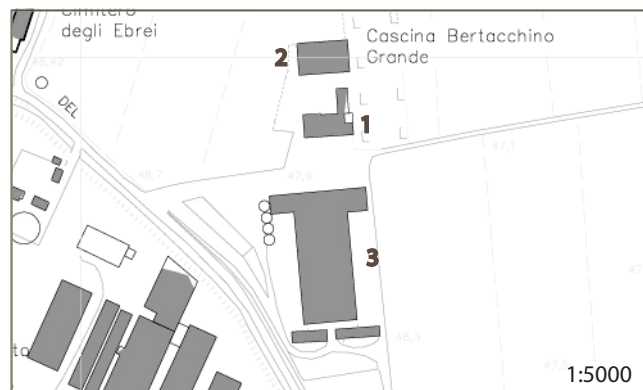 Cimitero
degli Ebrei
Cascina Bertacchino
Grande
2
48,42
DEL
1
47,1
48,7
47,9
3
48,3
1:5000